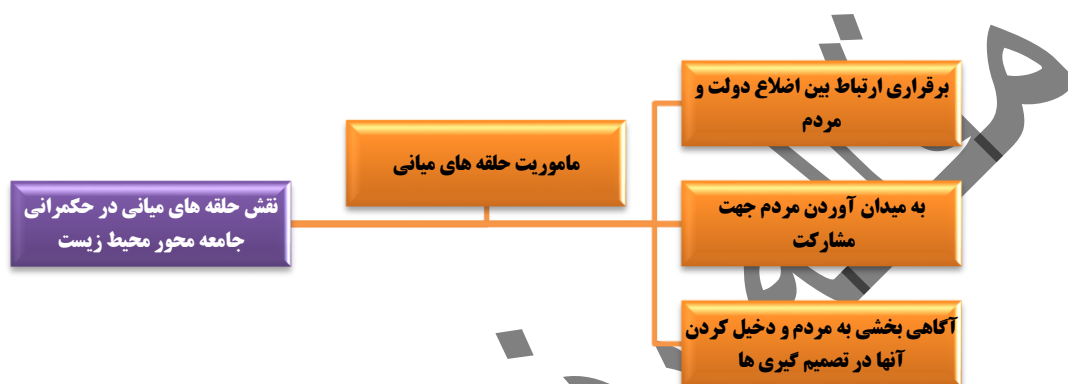 برقراری ارتباط بین اضلاع دولت و
مردم
ماموریت حلقه های میانی
نقش حلقه های میانی در حکمرانی
جامعه محور محیط زیست
به میدان آوردن مردم جهت
مشارکت
آگاهی بخشی به مردم و دخیل کردن
آنها در تصمیم گیری ها